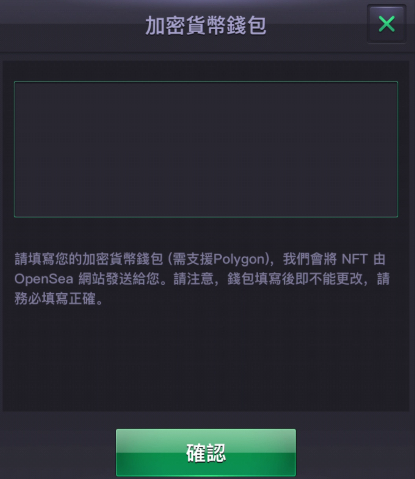 加密貨幣錢包
請填寫您的加密貨幣錢包 (需支援Polygon)，我們會將 NFT 由
OpenSea 網站發送給您。請注意，錢包填寫後即不能更改，請
務必填寫正確。
確認